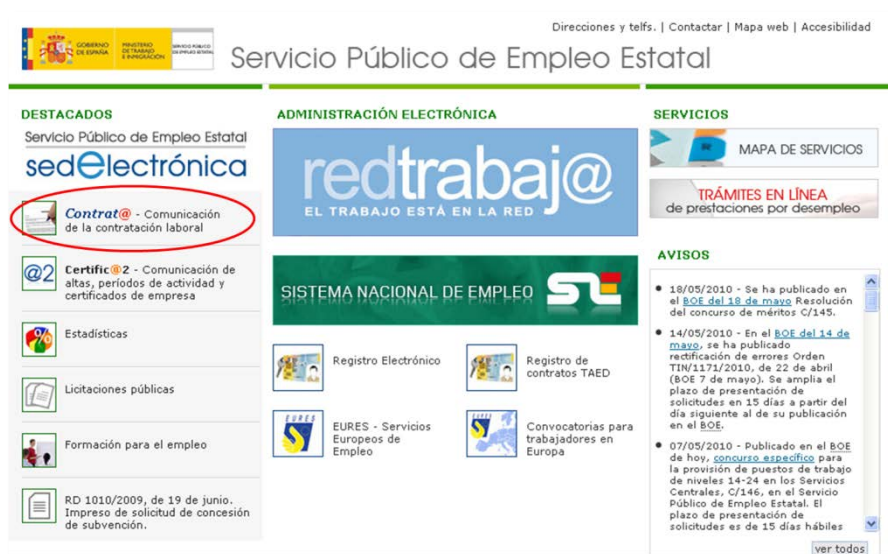 Direcciones y telfs. | Contactar | Mapa web | Accesibilidad
GOBIERNO
DE ESPAÑA
MINISTERIO
DE TRABAJO
E INMIGRACIÓN
SERVICIO PÚBLICO
DE EMPLEO ESTATAL
Servicio Público de Empleo Estatal
DESTACADOS
Servicio Público de Empleo Estatal
sedelectrónica
Contrat@ - Comunicación
de la contratación laboral
@2
Certific@2 - Comunicación de
altas, períodos de actividad y
certificados de empresa
Estadísticas
Licitaciones públicas
Formación para el empleo
RD 1010/2009, de 19 de junio.
Impreso de solicitud de concesión
de subvención.
ADMINISTRACIÓN ELECTRÓNICA
redtrabaj@
EL TRABAJO ESTÁ EN LA RED
SISTEMA NACIONAL DE EMPLEO
Registro Electrónico
Registro de
contratos TAED
EURES
EURES - Servicios
Europeos de
Empleo
EURES
Convocatorias para
trabajadores en
Europa
SERVICIOS
MAPA DE SERVICIOS
TRÁMITES EN LÍNEA
de prestaciones por desempleo
AVISOS
18/05/2010 - Se ha publicado en
el BOE del 18 de mayo Resolución
del concurso de méritos C/145.
14/05/2010 - En el BOE del 14 de
mayo, se ha publicado
rectificación de errores Orden
TIN/1171/2010, de 22 de abril
(BOE 7 de mayo). Se amplia el
plazo de presentación de
solicitudes en 15 días a partir del
día siguiente al de su publicación
en el BOE.
07/05/2010 - Publicado en el BOE
de hoy, concurso específico para
la provisión de puestos de trabajo
de niveles 14-24 en los Servicios
Centrales, C/146, en el Servicio
Público de Empleo Estatal. El
plazo de presentación de
solicitudes es de 15 días hábiles
ver todos